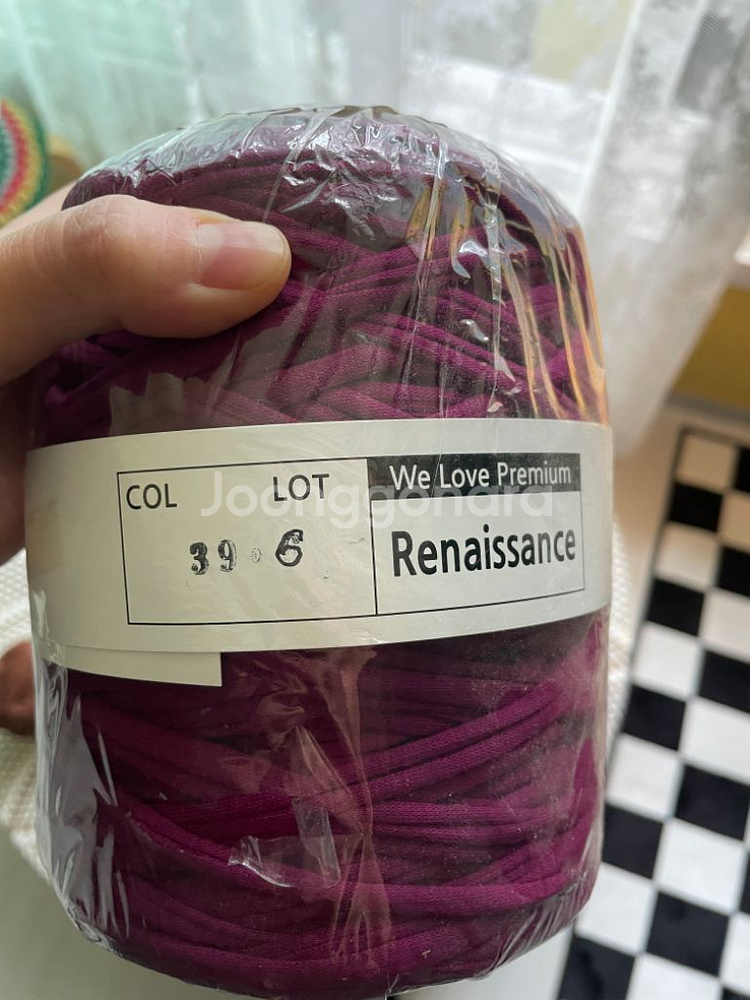 We Love Premium
COL LOT
Joonggonara
39 6
Renaissance